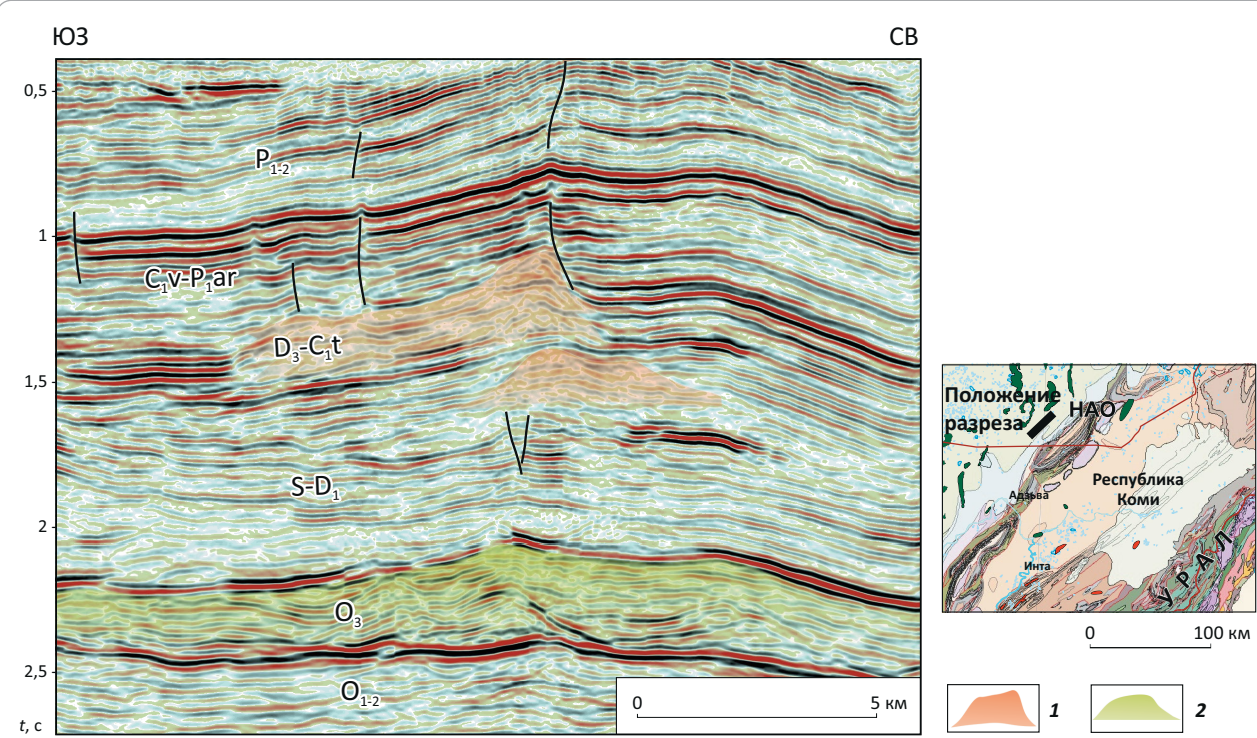 ЮЗ
СВ
0,5
P₁₋₂
1
C₁v-P₁ar
D₃-C₁t
1,5
S-D₁
2
O₃
2,5
O₁₋₂
t, с
0
5 км
Положение
разреза
НАО
Республика
Коми
Адзьва
Инта
УРАЛ
0
100 км
1
2